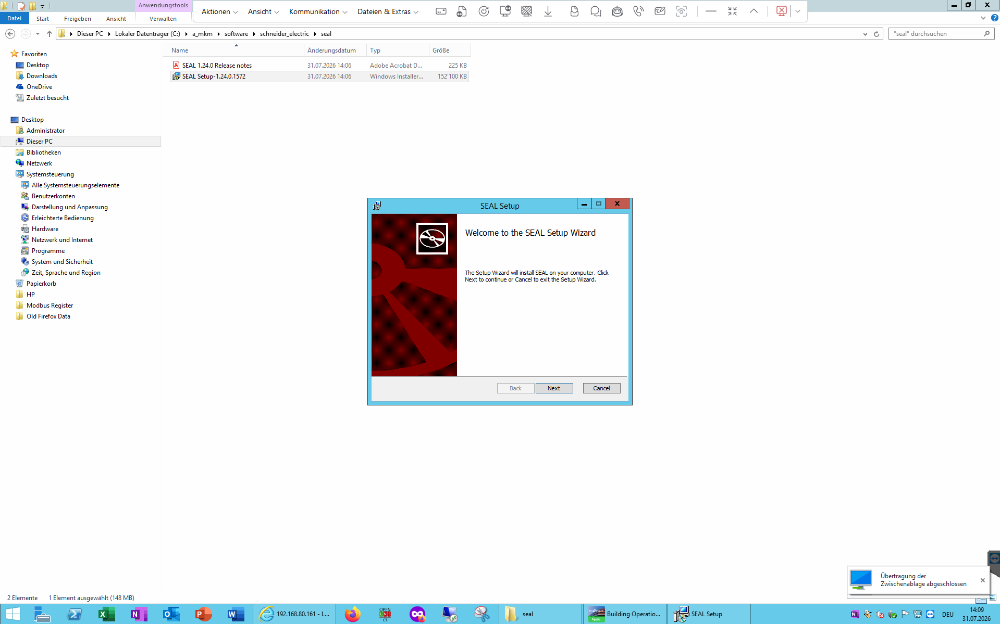 Anwendungstools
Aktionen Ansicht Kommunikation Dateien & Extras
Datei Start Freigeben Ansicht Verwalten
Dieser PC Lokaler Datenträger (C:) a_mkm software schneider_electric seal
"seal" durchsuchen
Name Änderungsdatum Typ Größe
SEAL 1.24.0 Release notes 31.07.2026 14:06 Adobe Acrobat D... 225 KB
SEAL Setup-1.24.0.1572 31.07.2026 14:06 Windows Installer... 152'100 KB
Favoriten
Desktop
Downloads
OneDrive
Zuletzt besucht
Desktop
Administrator
Dieser PC
Bibliotheken
Netzwerk
Systemsteuerung
Alle Systemsteuerungselemente
Benutzerkonten
Darstellung und Anpassung
Erleichterte Bedienung
Hardware
Netzwerk und Internet
Programme
System und Sicherheit
Zeit, Sprache und Region
Papierkorb
HP
Modbus Register
Old Firefox Data
SEAL Setup
Welcome to the SEAL Setup Wizard
The Setup Wizard will install SEAL on your computer. Click
Next to continue or Cancel to exit the Setup Wizard.
Back Next Cancel
Übertragung der
Zwischenablage abgeschlossen
2 Elemente 1 Element ausgewählt (148 MB)
192.168.80.161 - L...
OPEN
LNS
CT
seal
Building Operatio...
SEAL Setup
DEU
14:09
31.07.2026